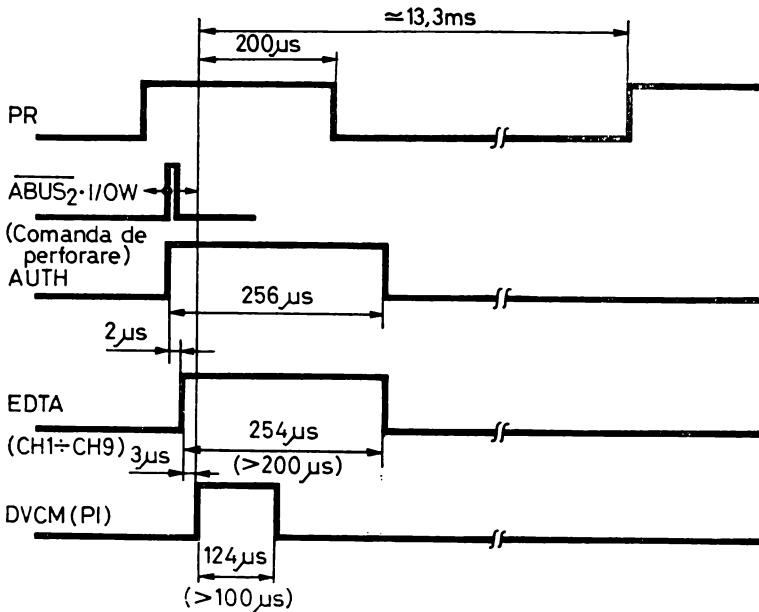 ≃13,3ms
200µs
PR
ABUS₂·I/OW
(Comanda de
perforare)
AUTH
256µs
2µs
EDTA
(CH1÷CH9)
254µs
(>200µs)
3µs
DVCM(PI)
124µs
(>100µs)